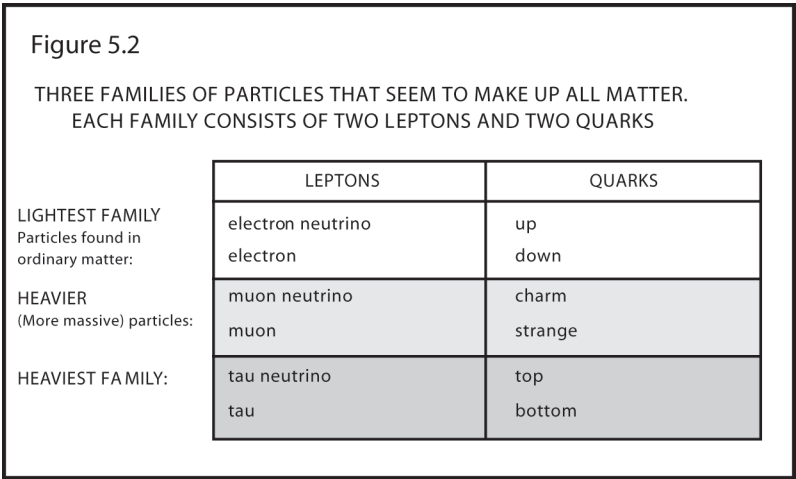 Figure 5.2
THREE FAMILIES OF PARTICLES THAT SEEM TO MAKE UP ALL MATTER.
EACH FAMILY CONSISTS OF TWO LEPTONS AND TWO QUARKS
LEPTONS QUARKS
LIGHTEST FAMILY
Particles found in
ordinary matter:
electron neutrino up
electron down
HEAVIER
(More massive) particles:
muon neutrino charm
muon strange
HEAVIEST FAMILY:
tau neutrino top
tau bottom